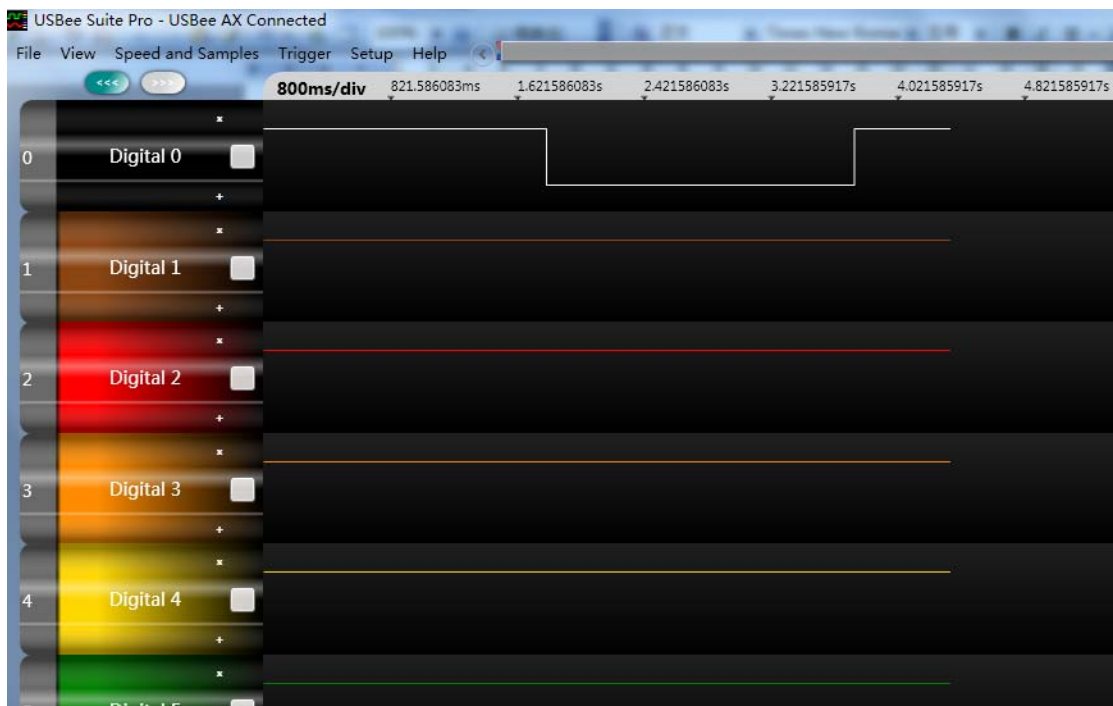 USBee Suite Pro - USBee AX Connected
File View Speed and Samples Trigger Setup Help
<<< >>>
800ms/div 821.586083ms 1.621586083s 2.421586083s 3.221585917s 4.021585917s 4.821585917s
0 Digital 0
1 Digital 1
2 Digital 2
3 Digital 3
4 Digital 4